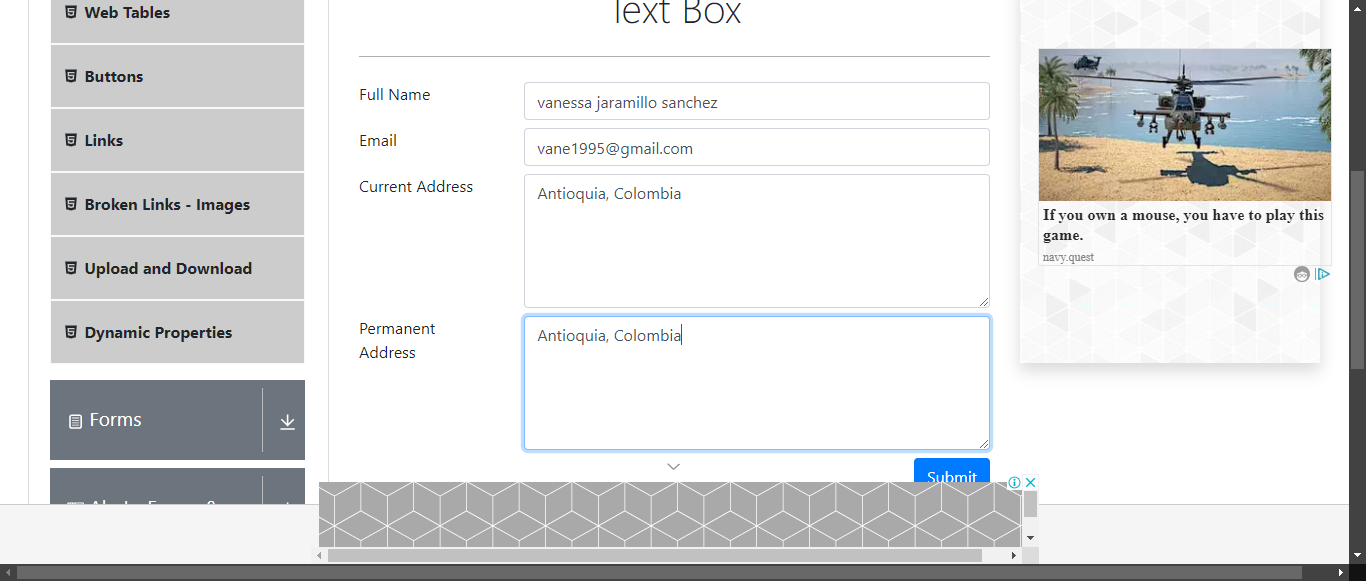 Web Tables
Buttons
Links
Broken Links - Images
Upload and Download
Dynamic Properties
Forms
Text Box
Full Name
vanessa jaramillo sanchez
Email
vane1995@gmail.com
Current Address
Antioquia, Colombia
Permanent
Address
Antioquia, Colombia
Submit
If you own a mouse, you have to play this
game.
navy.quest